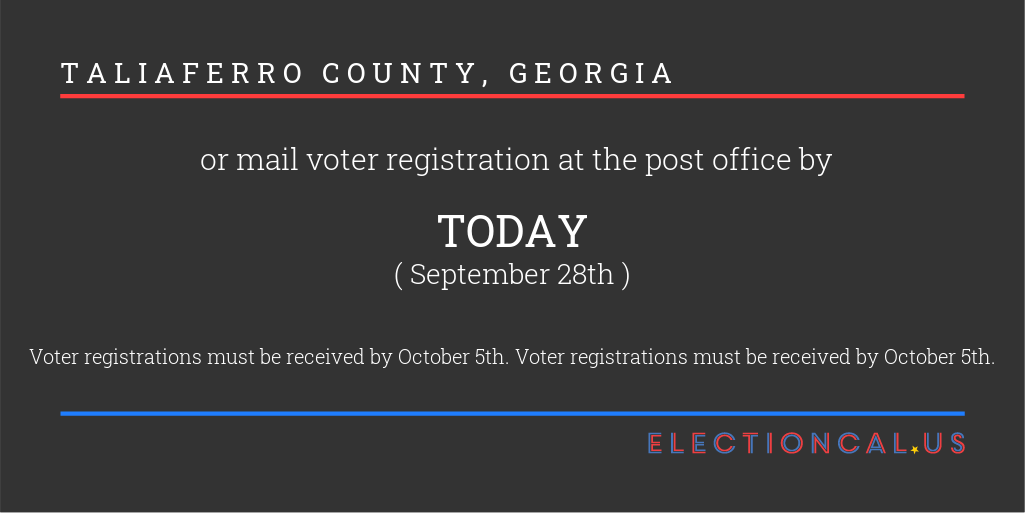 TALIAFERRO COUNTY, GEORGIA
or mail voter registration at the post office by
TODAY
( September 28th )
Voter registrations must be received by October 5th. Voter registrations must be received by October 5th.
ELECTIONCAL.US